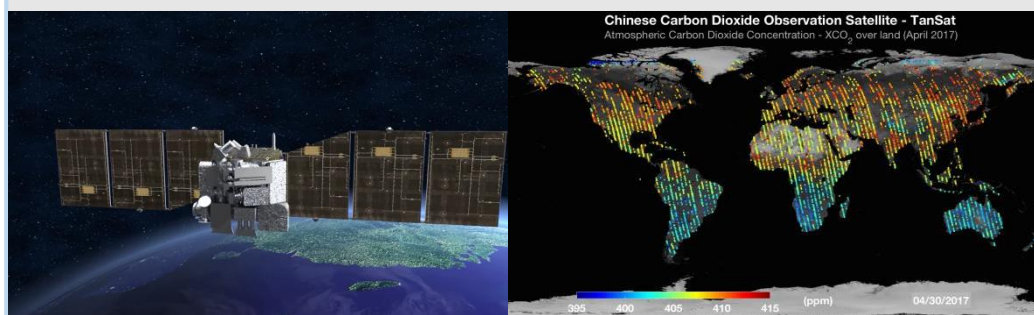 Chinese Carbon Dioxide Observation Satellite - TanSat
Atmospheric Carbon Dioxide Concentration - XCO₂ over land (April 2017)
395 400 405 410 415 (ppm) 04/30/2017